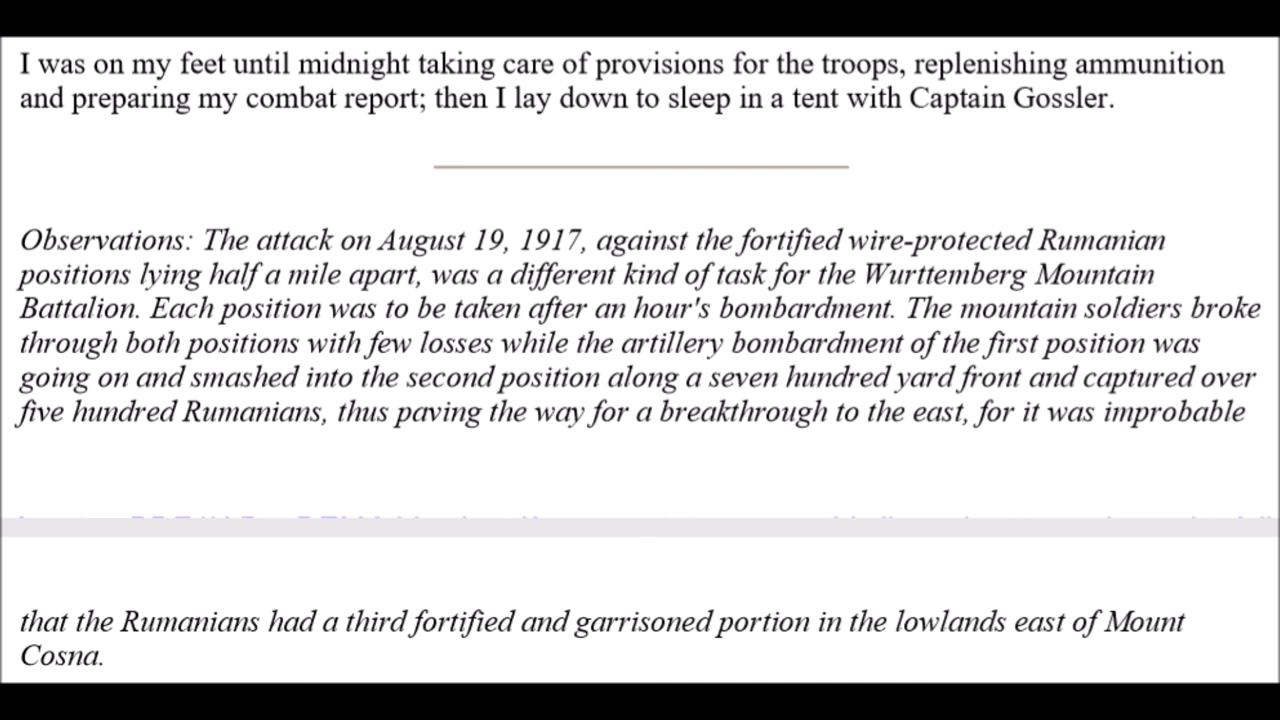 I was on my feet until midnight taking care of provisions for the troops, replenishing ammunition
and preparing my combat report; then I lay down to sleep in a tent with Captain Gossler.
Observations: The attack on August 19, 1917, against the fortified wire-protected Rumanian
positions lying half a mile apart, was a different kind of task for the Wurttemberg Mountain
Battalion. Each position was to be taken after an hour's bombardment. The mountain soldiers broke
through both positions with few losses while the artillery bombardment of the first position was
going on and smashed into the second position along a seven hundred yard front and captured over
five hundred Rumanians, thus paving the way for a breakthrough to the east, for it was improbable
that the Rumanians had a third fortified and garrisoned portion in the lowlands east of Mount
Cosna.